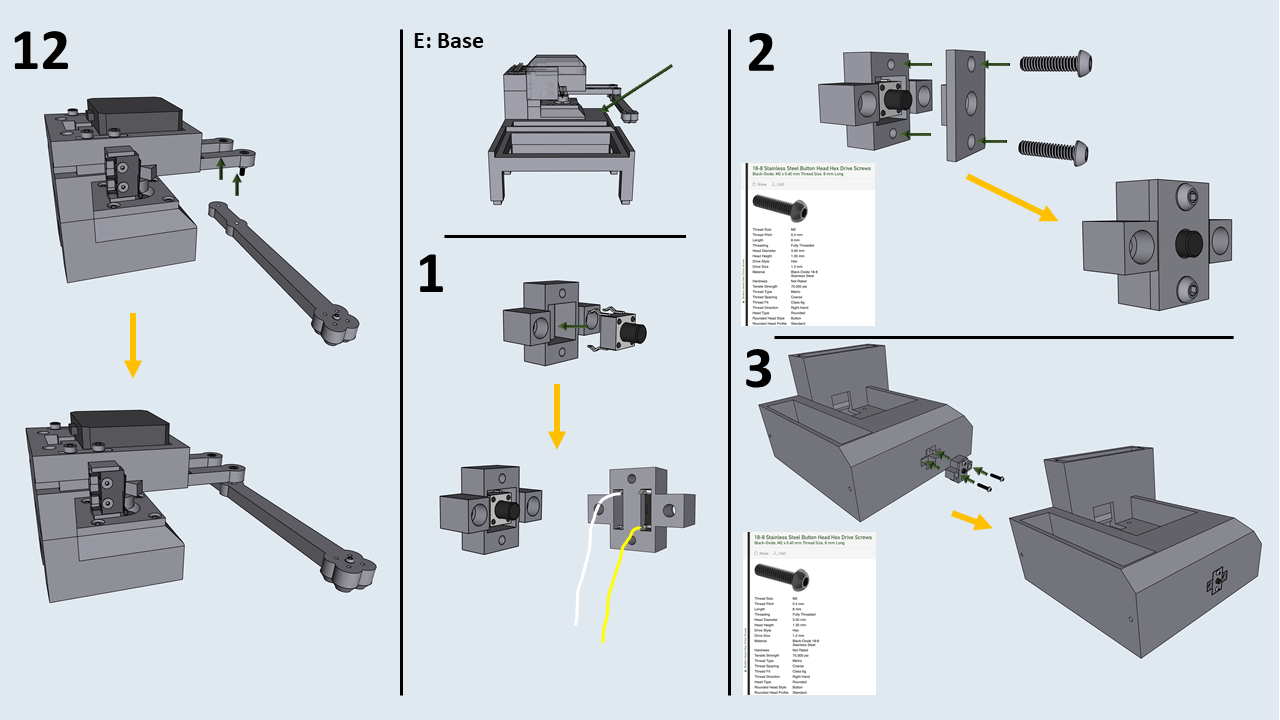 12
E: Base
1
2
18-8 Stainless Steel Button Head Hex Drive Screws
Black-Oxide, M2 x 0.40 mm Thread Size, 8 mm Long
Share CAD
Thread Size M2
Thread Pitch 0.4 mm
Length 8 mm
Threading Fully Threaded
Head Diameter 3.50 mm
Head Height 1.30 mm
Drive Style Hex
Drive Size 1.3 mm
Material Black-Oxide 18-8
Stainless Steel
Hardness Not Rated
Tensile Strength 70,000 psi
Thread Type Metric
Thread Spacing Coarse
Thread Fit Class 6g
Thread Direction Right Hand
Head Type Rounded
Rounded Head Style Button
Rounded Head Profile Standard
3
18-8 Stainless Steel Button Head Hex Drive Screws
Black-Oxide, M2 x 0.40 mm Thread Size, 8 mm Long
Share CAD
Thread Size M2
Thread Pitch 0.4 mm
Length 8 mm
Threading Fully Threaded
Head Diameter 3.50 mm
Head Height 1.30 mm
Drive Style Hex
Drive Size 1.3 mm
Material Black-Oxide 18-8
Stainless Steel
Hardness Not Rated
Tensile Strength 70,000 psi
Thread Type Metric
Thread Spacing Coarse
Thread Fit Class 6g
Thread Direction Right Hand
Head Type Rounded
Rounded Head Style Button
Rounded Head Profile Standard